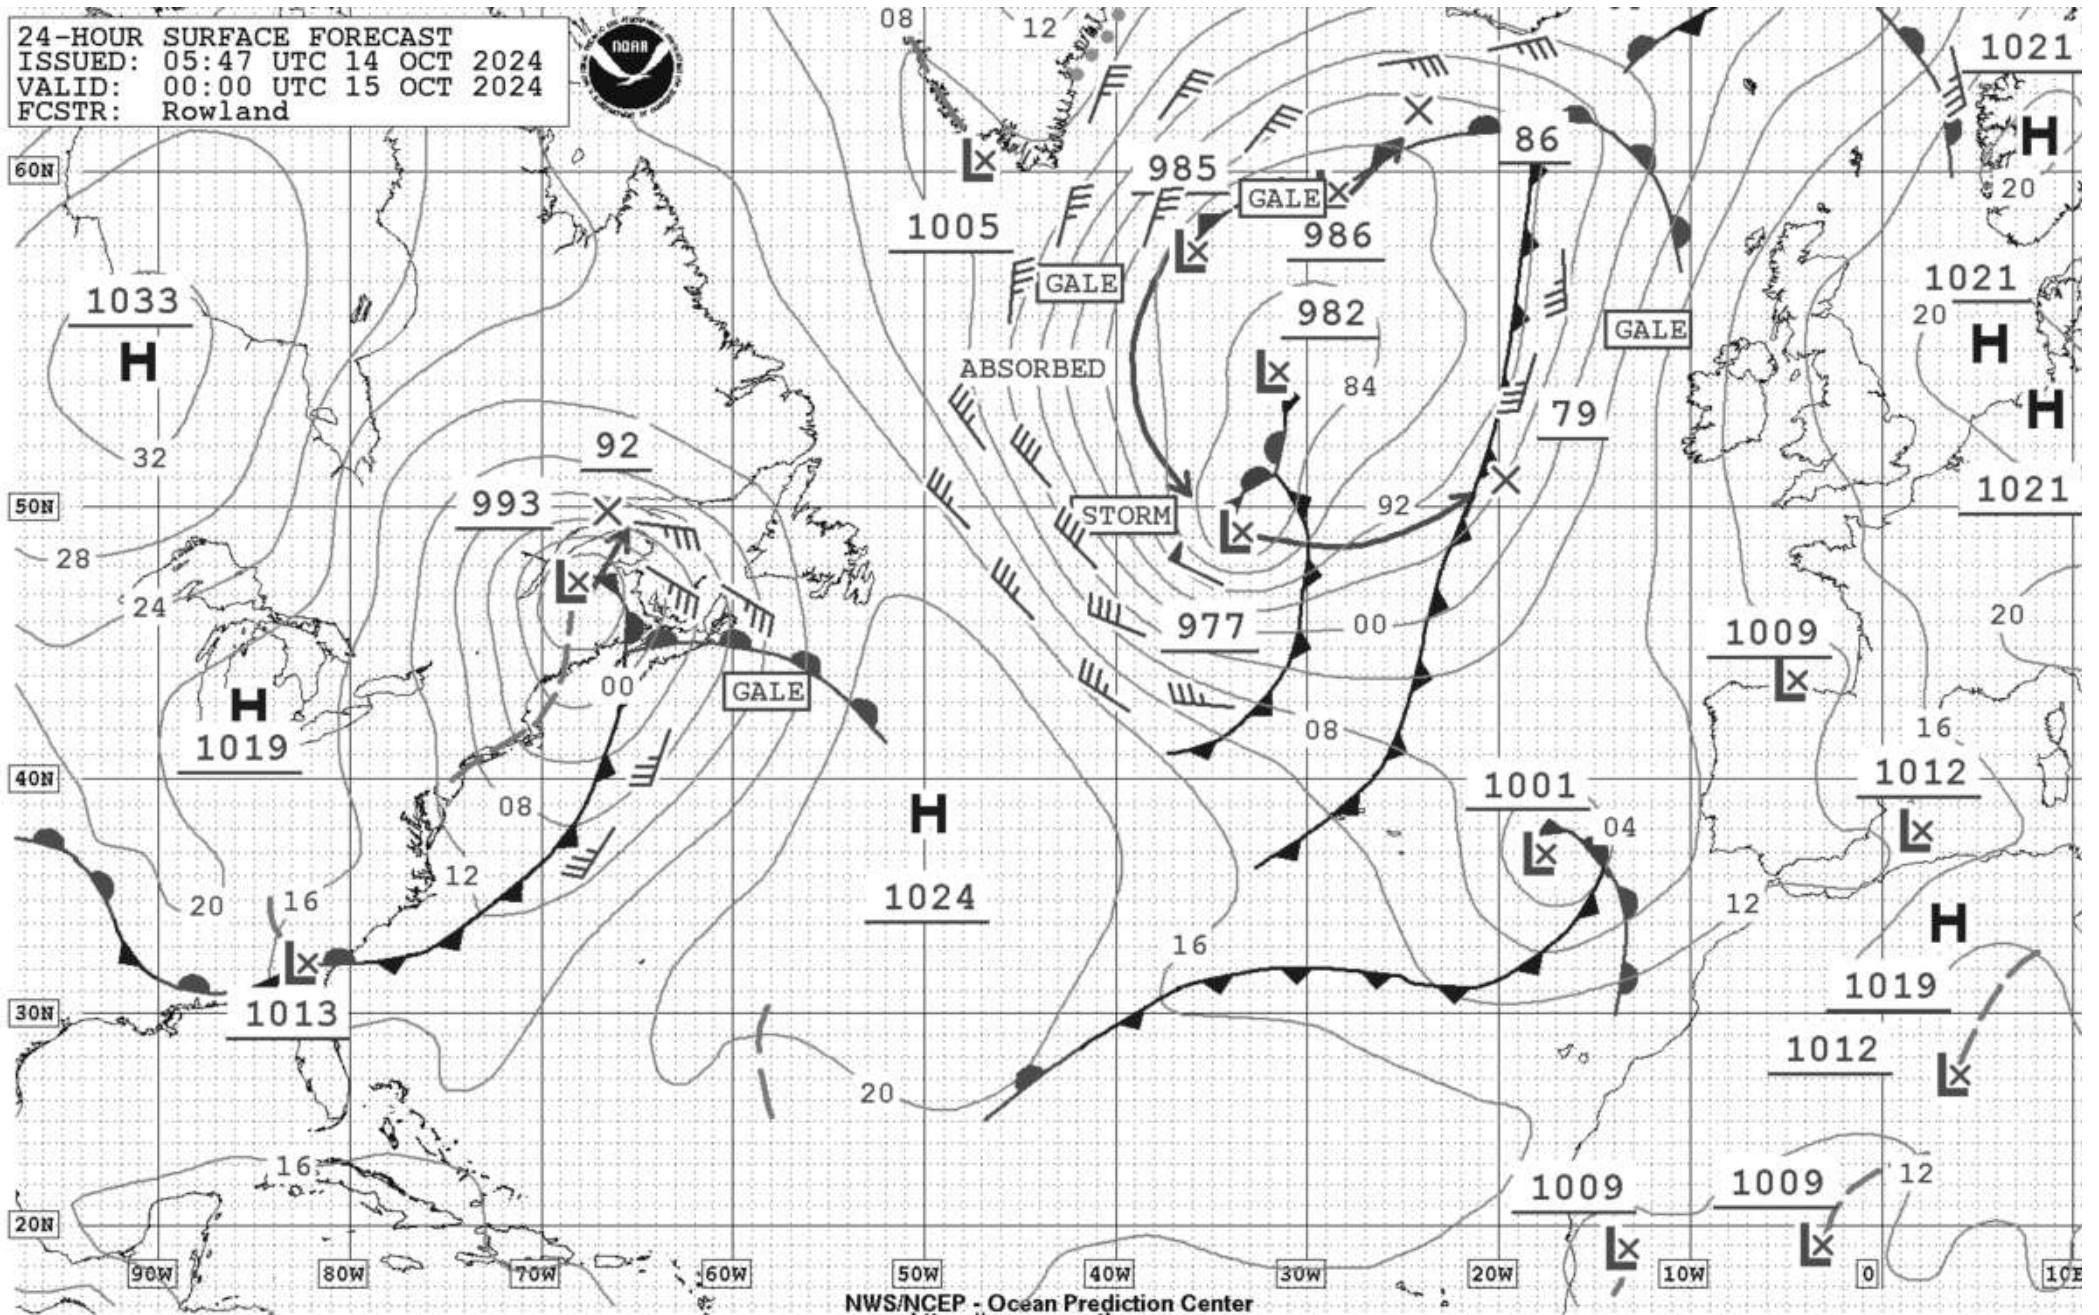 24-HOUR SURFACE FORECAST
ISSUED: 05:47 UTC 14 OCT 2024
VALID: 00:00 UTC 15 OCT 2024
FCSTR: Rowland
NOAA
08
12
1021
H
20
60N
L
1005
985
GALE
L
986
86
1033
H
32
GALE
ABSORBED
982
L
84
GALE
79
1021
20
H
H
1021
92
993
50N
28
24
L
STORM
L
92
977
00
20
1009
L
H
1019
00
GALE
08
16
40N
08
12
H
1024
1001
L
04
1012
L
20
16
L
1013
16
12
H
1019
30N
20
1012
L
16
20N
1009
L
1009
L
12
90W
80W
70W
60W
50W
40W
30W
20W
10W
0
10E
NWS/NCEP - Ocean Prediction Center